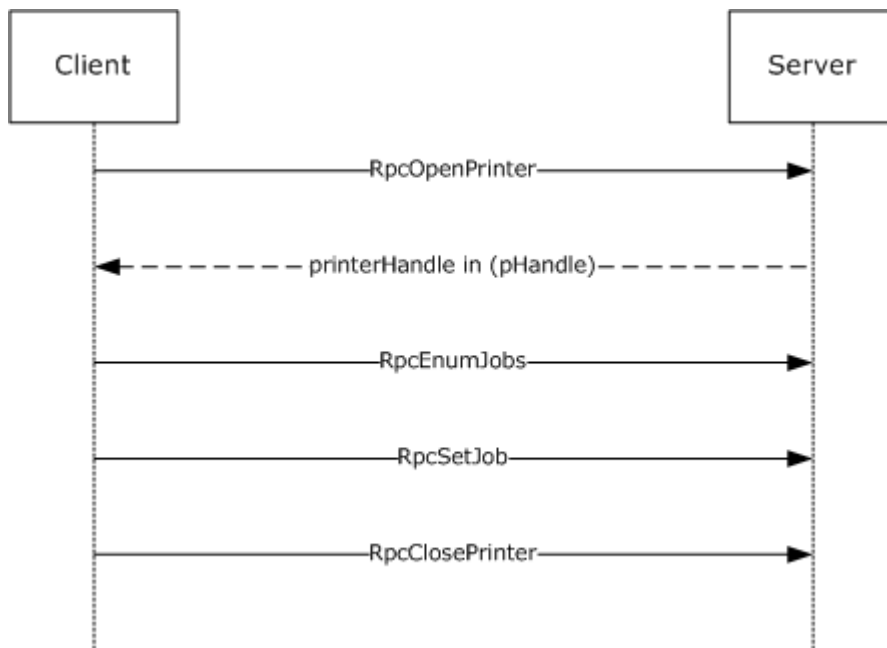 Client
Server
RpcOpenPrinter
printerHandle in (pHandle)
RpcEnumJobs
RpcSetJob
RpcClosePrinter